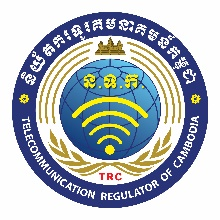 និយ័តករទូរគមនាគមន៍កម្ពុជា
ន.ទ.ក.
TRC
TELECOMMUNICATION REGULATOR OF CAMBODIA